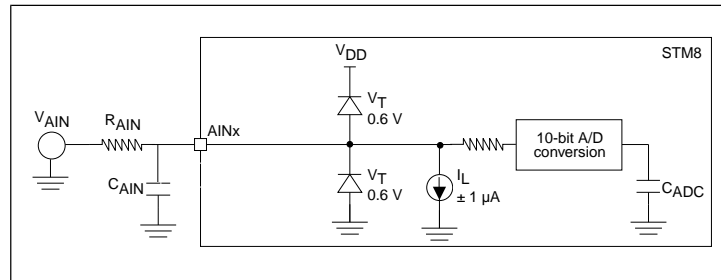 STM8
VDD
VT
0.6 V
VAIN
RAIN
AINx
10-bit A/D
conversion
VT
0.6 V
IL
± 1 µA
CAIN
CADC